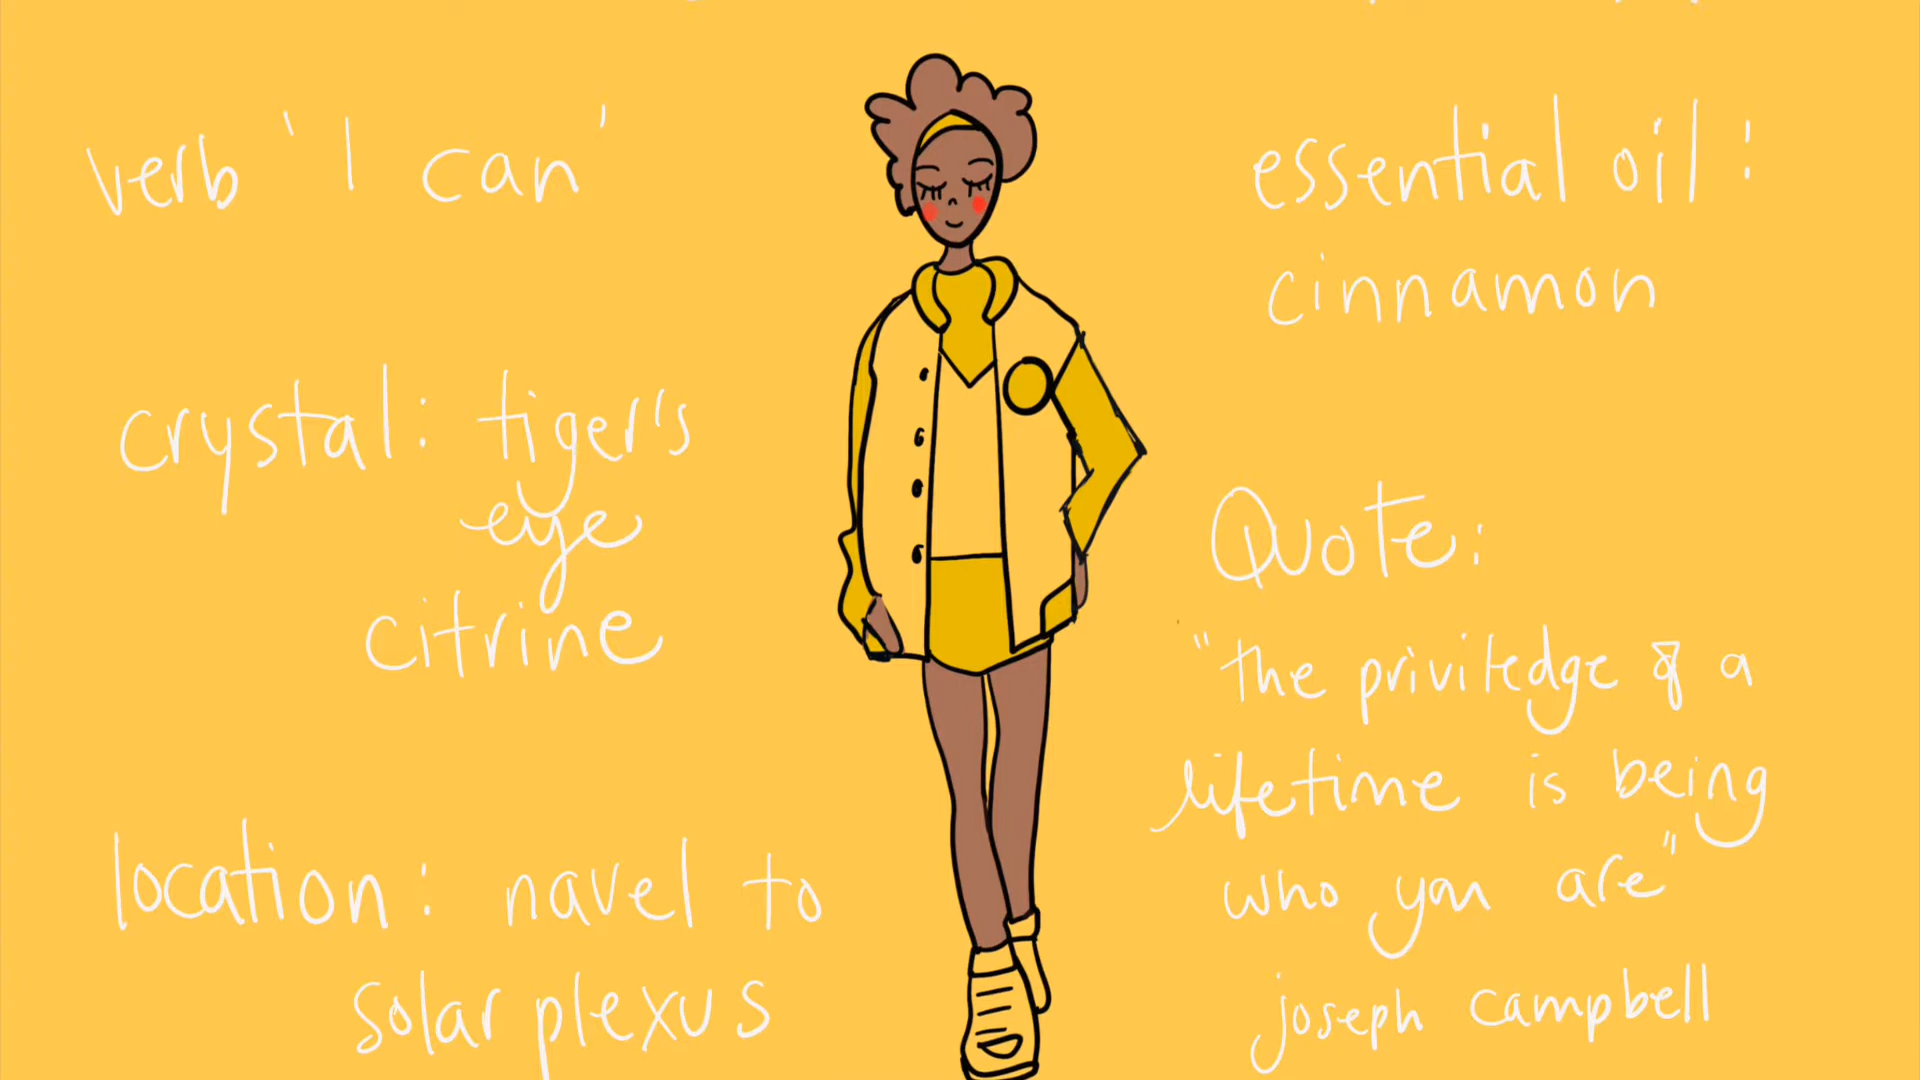 verb 'I can'
crystal: tiger's
eye
citrine
location: navel to
solar plexus
essential oil:
cinnamon
Quote:
"the priviledge of a
lifetime is being
who you are"
joseph campbell